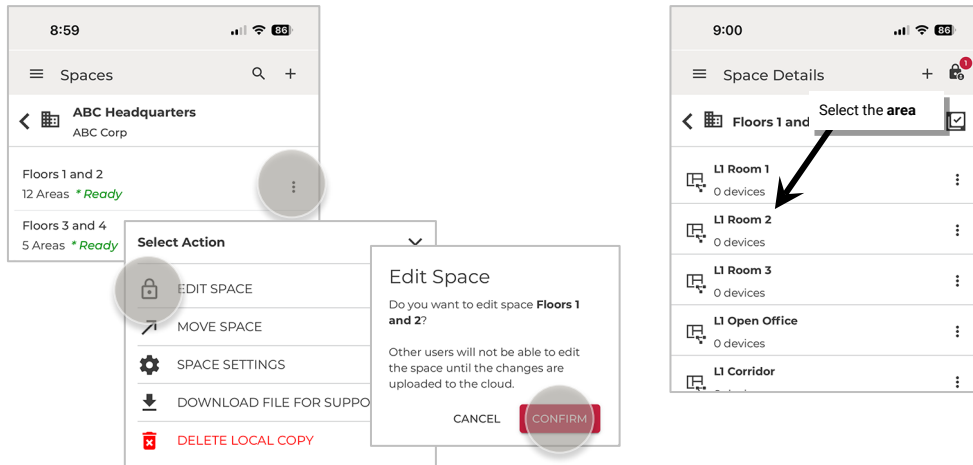 8:59
86
Spaces
ABC Headquarters
ABC Corp
Floors 1 and 2
12 Areas * Ready
Floors 3 and 4
5 Areas * Ready
Select Action
EDIT SPACE
MOVE SPACE
SPACE SETTINGS
DOWNLOAD FILE FOR SUPPO
DELETE LOCAL COPY
Edit Space
Do you want to edit space Floors 1
and 2?
Other users will not be able to edit
the space until the changes are
uploaded to the cloud.
CANCEL
CONFIRM
9:00
86
Space Details
1
Floors 1 and
Select the area
L1 Room 1
0 devices
L1 Room 2
0 devices
L1 Room 3
0 devices
L1 Open Office
0 devices
L1 Corridor